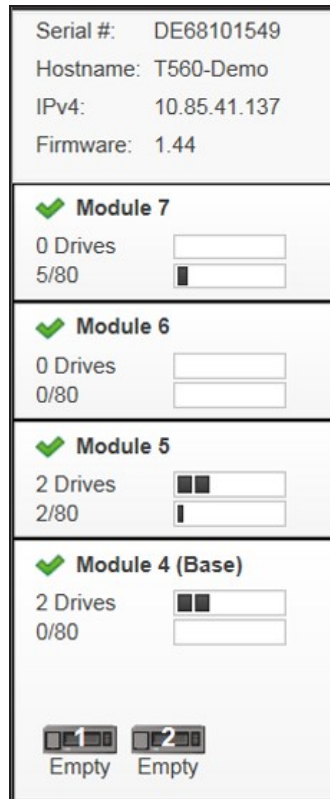 Serial #: DE68101549
Hostname: T560-Demo
IPv4: 10.85.41.137
Firmware: 1.44
Module 7
0 Drives
5/80
Module 6
0 Drives
0/80
Module 5
2 Drives
2/80
Module 4 (Base)
2 Drives
0/80
1 2
Empty Empty